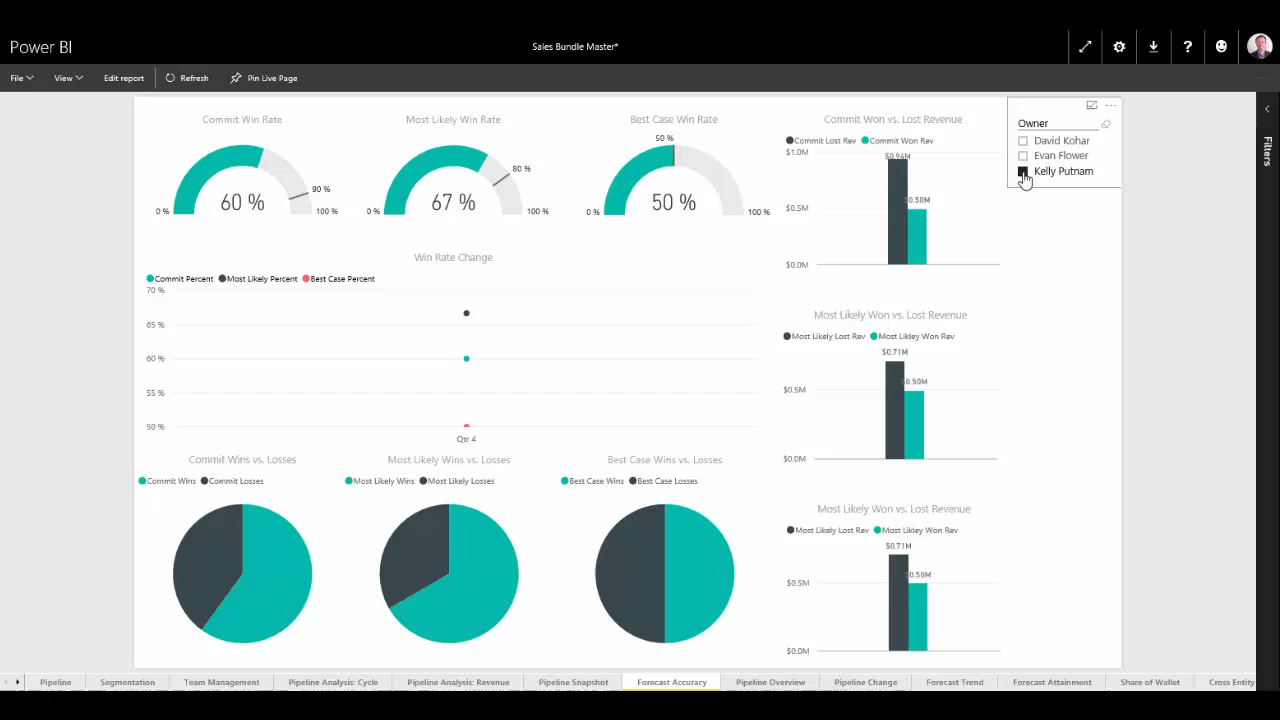 Power BI
Sales Bundle Master*
?
File
View
Edit report
Refresh
Pin Live Page
Commit Win Rate
60 %
0 %
90 %
100 %
Most Likely Win Rate
67 %
0 %
80 %
100 %
Best Case Win Rate
50 %
50 %
0 %
100 %
Commit Won vs. Lost Revenue
Commit Lost Rev Commit Won Rev
$1.0M
$0.94M
$0.50M
$0.5M
$0.0M
Owner
David Kohar
Evan Flower
Kelly Putnam
Filters
Win Rate Change
Commit Percent Most Likely Percent Best Case Percent
70 %
65 %
60 %
55 %
50 %
Qtr 4
Most Likely Won vs. Lost Revenue
Most Likely Lost Rev Most Likley Won Rev
$0.71M
$0.50M
$0.5M
$0.0M
Commit Wins vs. Losses
Commit Wins Commit Losses
Most Likely Wins vs. Losses
Most Likely Wins Most Likely Losses
Best Case Wins vs. Losses
Best Case Wins Best Case Losses
Most Likely Won vs. Lost Revenue
Most Likely Lost Rev Most Likley Won Rev
$0.71M
$0.50M
$0.5M
$0.0M
Pipeline
Segmentation
Team Management
Pipeline Analysis: Cycle
Pipeline Analysis: Revenue
Pipeline Snapshot
Forecast Accuracy
Pipeline Overview
Pipeline Change
Forecast Trend
Forecast Attainment
Share of Wallet
Cross Entity